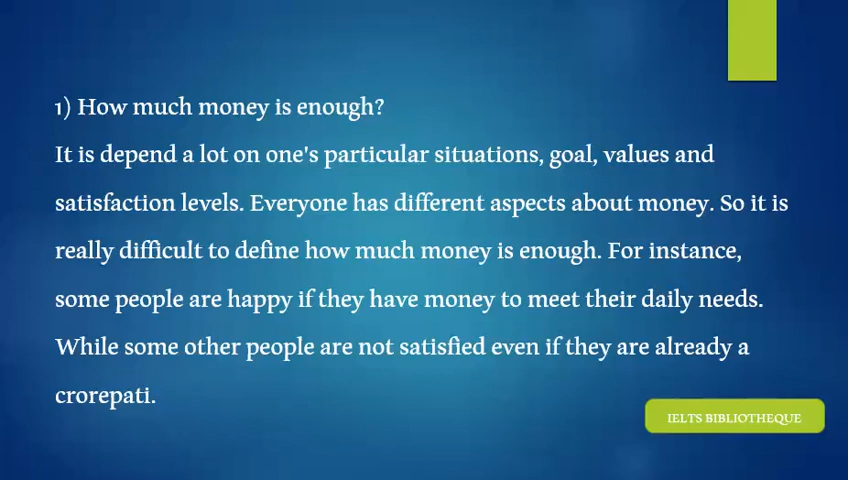 1) How much money is enough?
It is depend a lot on one's particular situations, goal, values and
satisfaction levels. Everyone has different aspects about money. So it is
really difficult to define how much money is enough. For instance,
some people are happy if they have money to meet their daily needs.
While some other people are not satisfied even if they are already a
crorepati.
IELTS BIBLIOTHEQUE